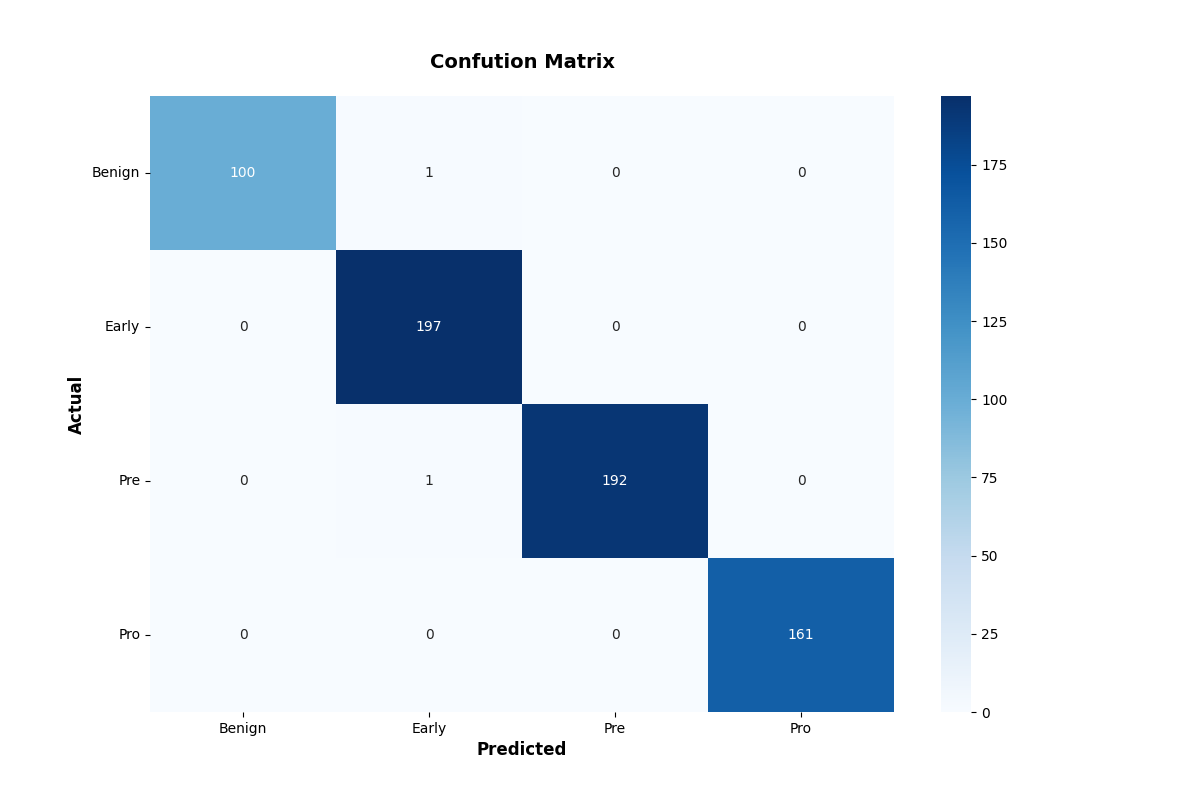 Confution Matrix
Benign 100 1 0 0
Early 0 197 0 0
Pre 0 1 192 0
Pro 0 0 0 161
Benign Early Pre Pro
Predicted
Actual
175
150
125
100
75
50
25
0